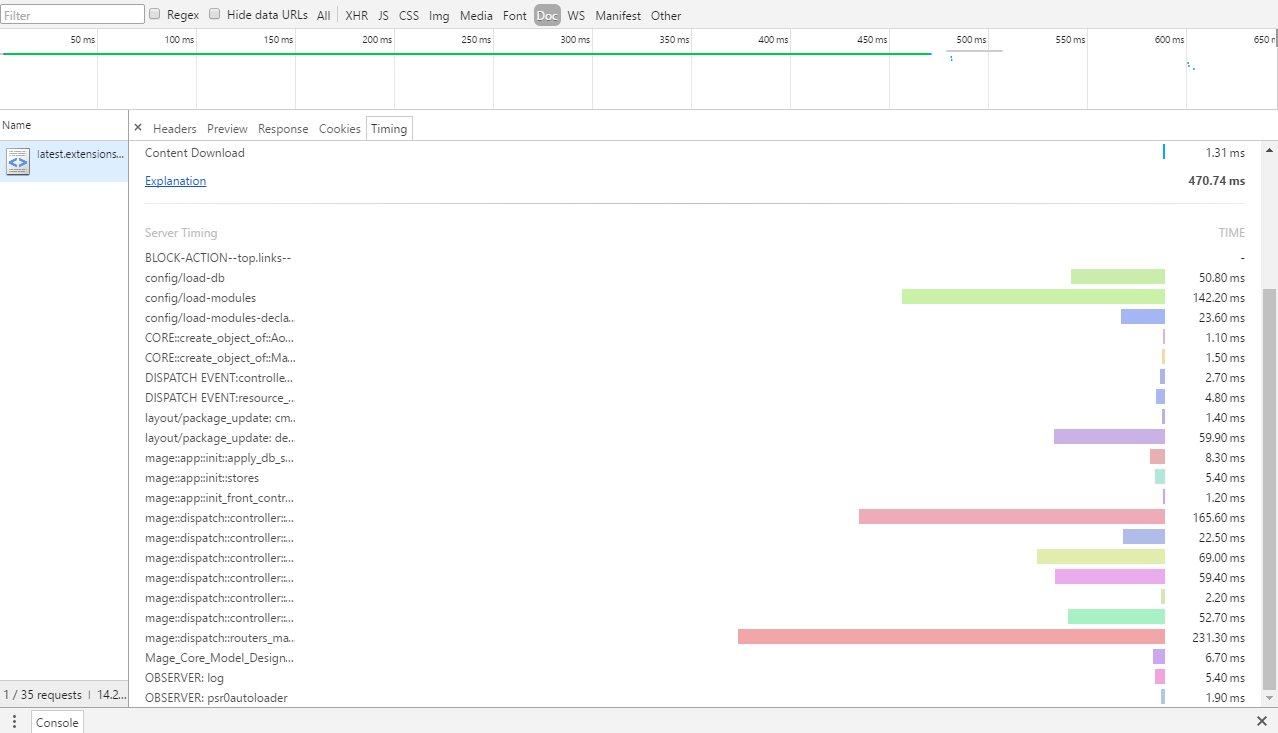 Filter Regex Hide data URLs All XHR JS CSS Img Media Font Doc WS Manifest Other
50 ms 100 ms 150 ms 200 ms 250 ms 300 ms 350 ms 400 ms 450 ms 500 ms 550 ms 600 ms 650 r
Name × Headers Preview Response Cookies Timing
latest.extensions...
Content Download 1.31 ms
Explanation 470.74 ms
Server Timing TIME
BLOCK-ACTION--top.links-- -
config/load-db 50.80 ms
config/load-modules 142.20 ms
config/load-modules-decla... 23.60 ms
CORE::create_object_of::Ao... 1.10 ms
CORE::create_object_of::Ma... 1.50 ms
DISPATCH EVENT:controlle... 2.70 ms
DISPATCH EVENT:resource_... 4.80 ms
layout/package_update: cm... 1.40 ms
layout/package_update: de... 59.90 ms
mage::app::init::apply_db_s... 8.30 ms
mage::app::init::stores 5.40 ms
mage::app::init_front_contr... 1.20 ms
mage::dispatch::controller::... 165.60 ms
mage::dispatch::controller::... 22.50 ms
mage::dispatch::controller::... 69.00 ms
mage::dispatch::controller::... 59.40 ms
mage::dispatch::controller::... 2.20 ms
mage::dispatch::controller::... 52.70 ms
mage::dispatch::routers_ma... 231.30 ms
Mage_Core_Model_Design... 6.70 ms
OBSERVER: log 5.40 ms
OBSERVER: psr0autoloader 1.90 ms
1 / 35 requests | 14.2...
Console ×